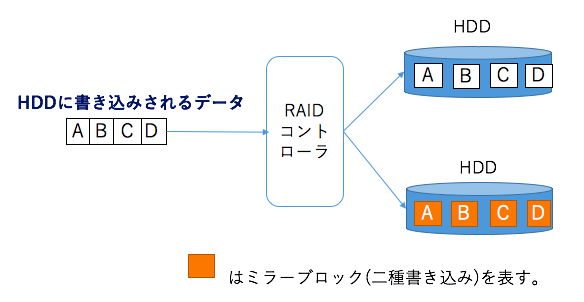 HDD
A B C D
HDDに書き込みされるデータ
A B C D
RAID
コント
ローラ
HDD
A B C D
はミラーブロック(二種書き込み)を表す。